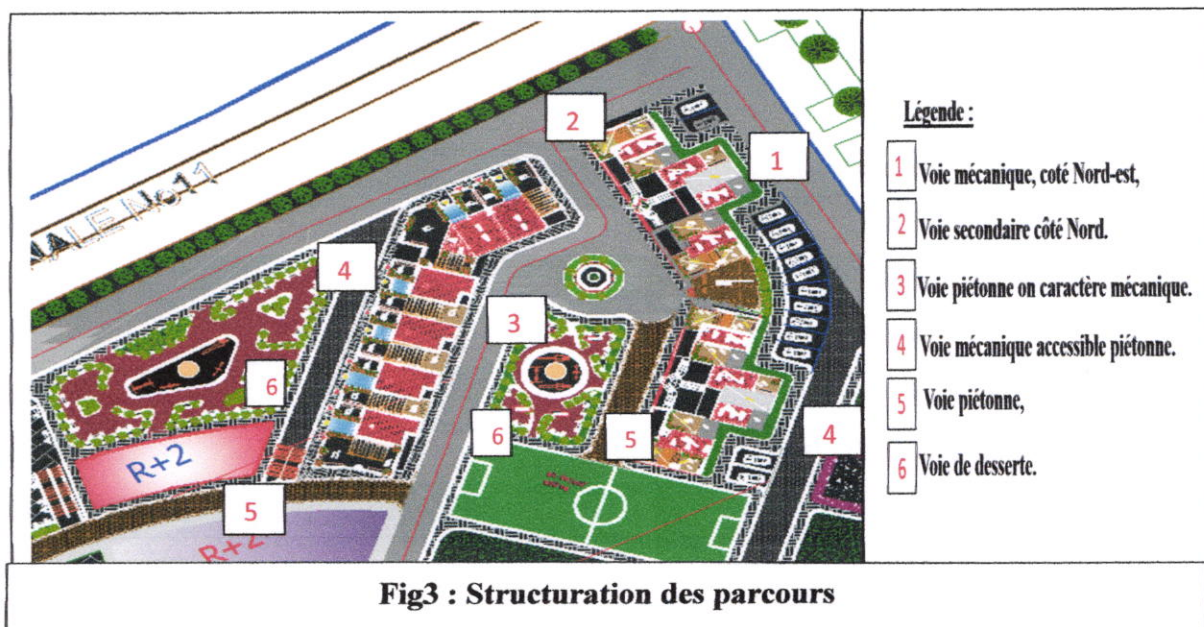 NALE No11
2
1
4
3
6
6
5
4
5
R+2
R+2
Légende :
1 Voie mécanique, coté Nord-est,
2 Voie secondaire côté Nord.
3 Voie piétonne on caractère mécanique.
4 Voie mécanique accessible piétonne.
5 Voie piétonne,
6 Voie de desserte.
Fig3 : Structuration des parcours